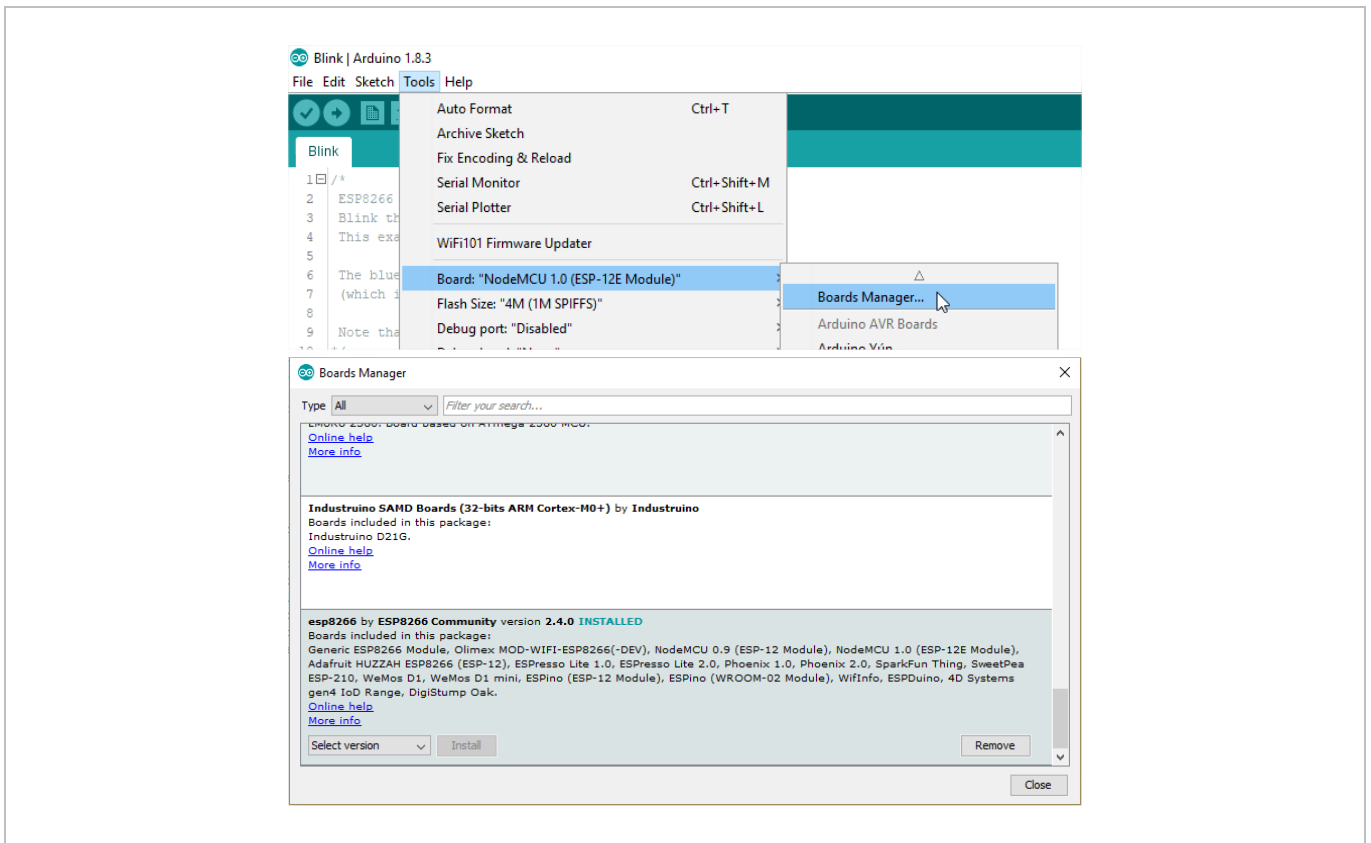 Blink | Arduino 1.8.3
File Edit Sketch Tools Help
Auto Format Ctrl+T
Archive Sketch
Fix Encoding & Reload
Serial Monitor Ctrl+Shift+M
Serial Plotter Ctrl+Shift+L
WiFi101 Firmware Updater
Board: "NodeMCU 1.0 (ESP-12E Module)"
Flash Size: "4M (1M SPIFFS)"
Debug port: "Disabled"
Boards Manager...
Arduino AVR Boards
Arduino Yún
Blink
1 /*
2 ESP8266
3 Blink th
4 This exa
5
6 The blue
7 (which i
8
9 Note tha
10 */
Boards Manager
Type All Filter your search...
Online help
More info
Industruino SAMD Boards (32-bits ARM Cortex-M0+) by Industruino
Boards included in this package:
Industruino D21G.
Online help
More info
esp8266 by ESP8266 Community version 2.4.0 INSTALLED
Boards included in this package:
Generic ESP8266 Module, Olimex MOD-WIFI-ESP8266(-DEV), NodeMCU 0.9 (ESP-12 Module), NodeMCU 1.0 (ESP-12E Module),
Adafruit HUZZAH ESP8266 (ESP-12), ESPresso Lite 1.0, ESPresso Lite 2.0, Phoenix 1.0, Phoenix 2.0, SparkFun Thing, SweetPea
ESP-210, WeMos D1, WeMos D1 mini, ESPino (ESP-12 Module), ESPino (WROOM-02 Module), WifInfo, ESPDuino, 4D Systems
gen4 IoD Range, DigiStump Oak.
Online help
More info
Select version Install Remove
Close